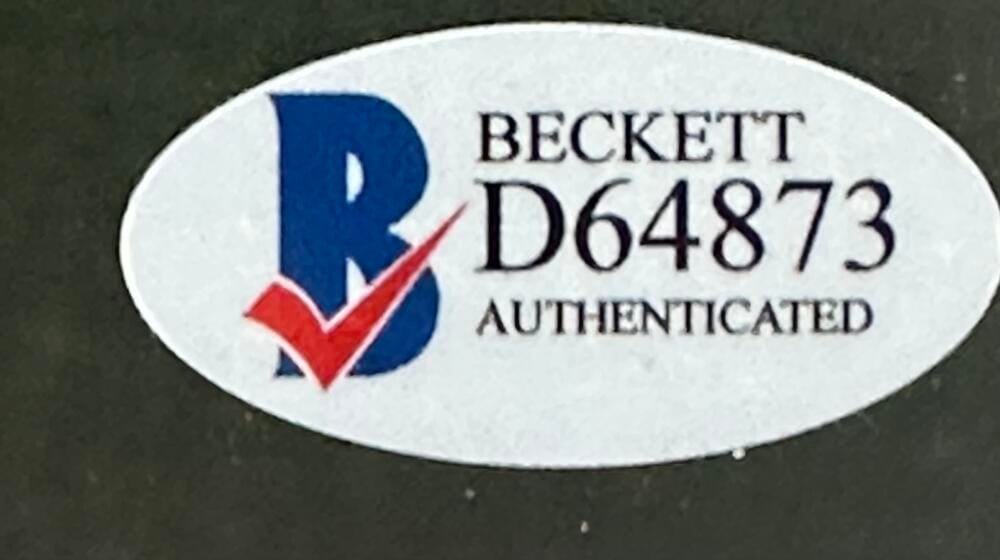 B
BECKETT
D64873
AUTHENTICATED